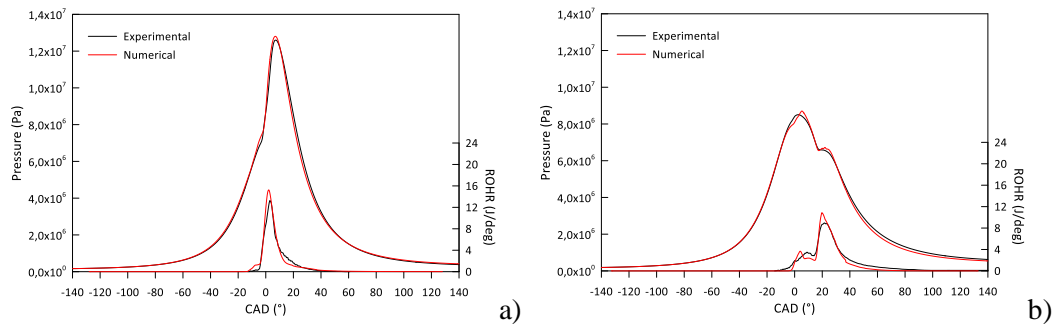 1,4x10⁷
1,2x10⁷
1,0x10⁷
8,0x10⁶
6,0x10⁶
4,0x10⁶
2,0x10⁶
0,0x10⁰
Pressure (Pa)
Experimental
Numerical
24
20
16
12
8
4
0
ROHR (J/deg)
-140 -120 -100 -80 -60 -40 -20 0 20 40 60 80 100 120 140
CAD (°)
a)
1,4x10⁷
1,2x10⁷
1,0x10⁷
8,0x10⁶
6,0x10⁶
4,0x10⁶
2,0x10⁶
0,0x10⁰
Pressure (Pa)
Experimental
Numerical
24
20
16
12
8
4
0
ROHR (J/deg)
-140 -120 -100 -80 -60 -40 -20 0 20 40 60 80 100 120 140
CAD (°)
b)